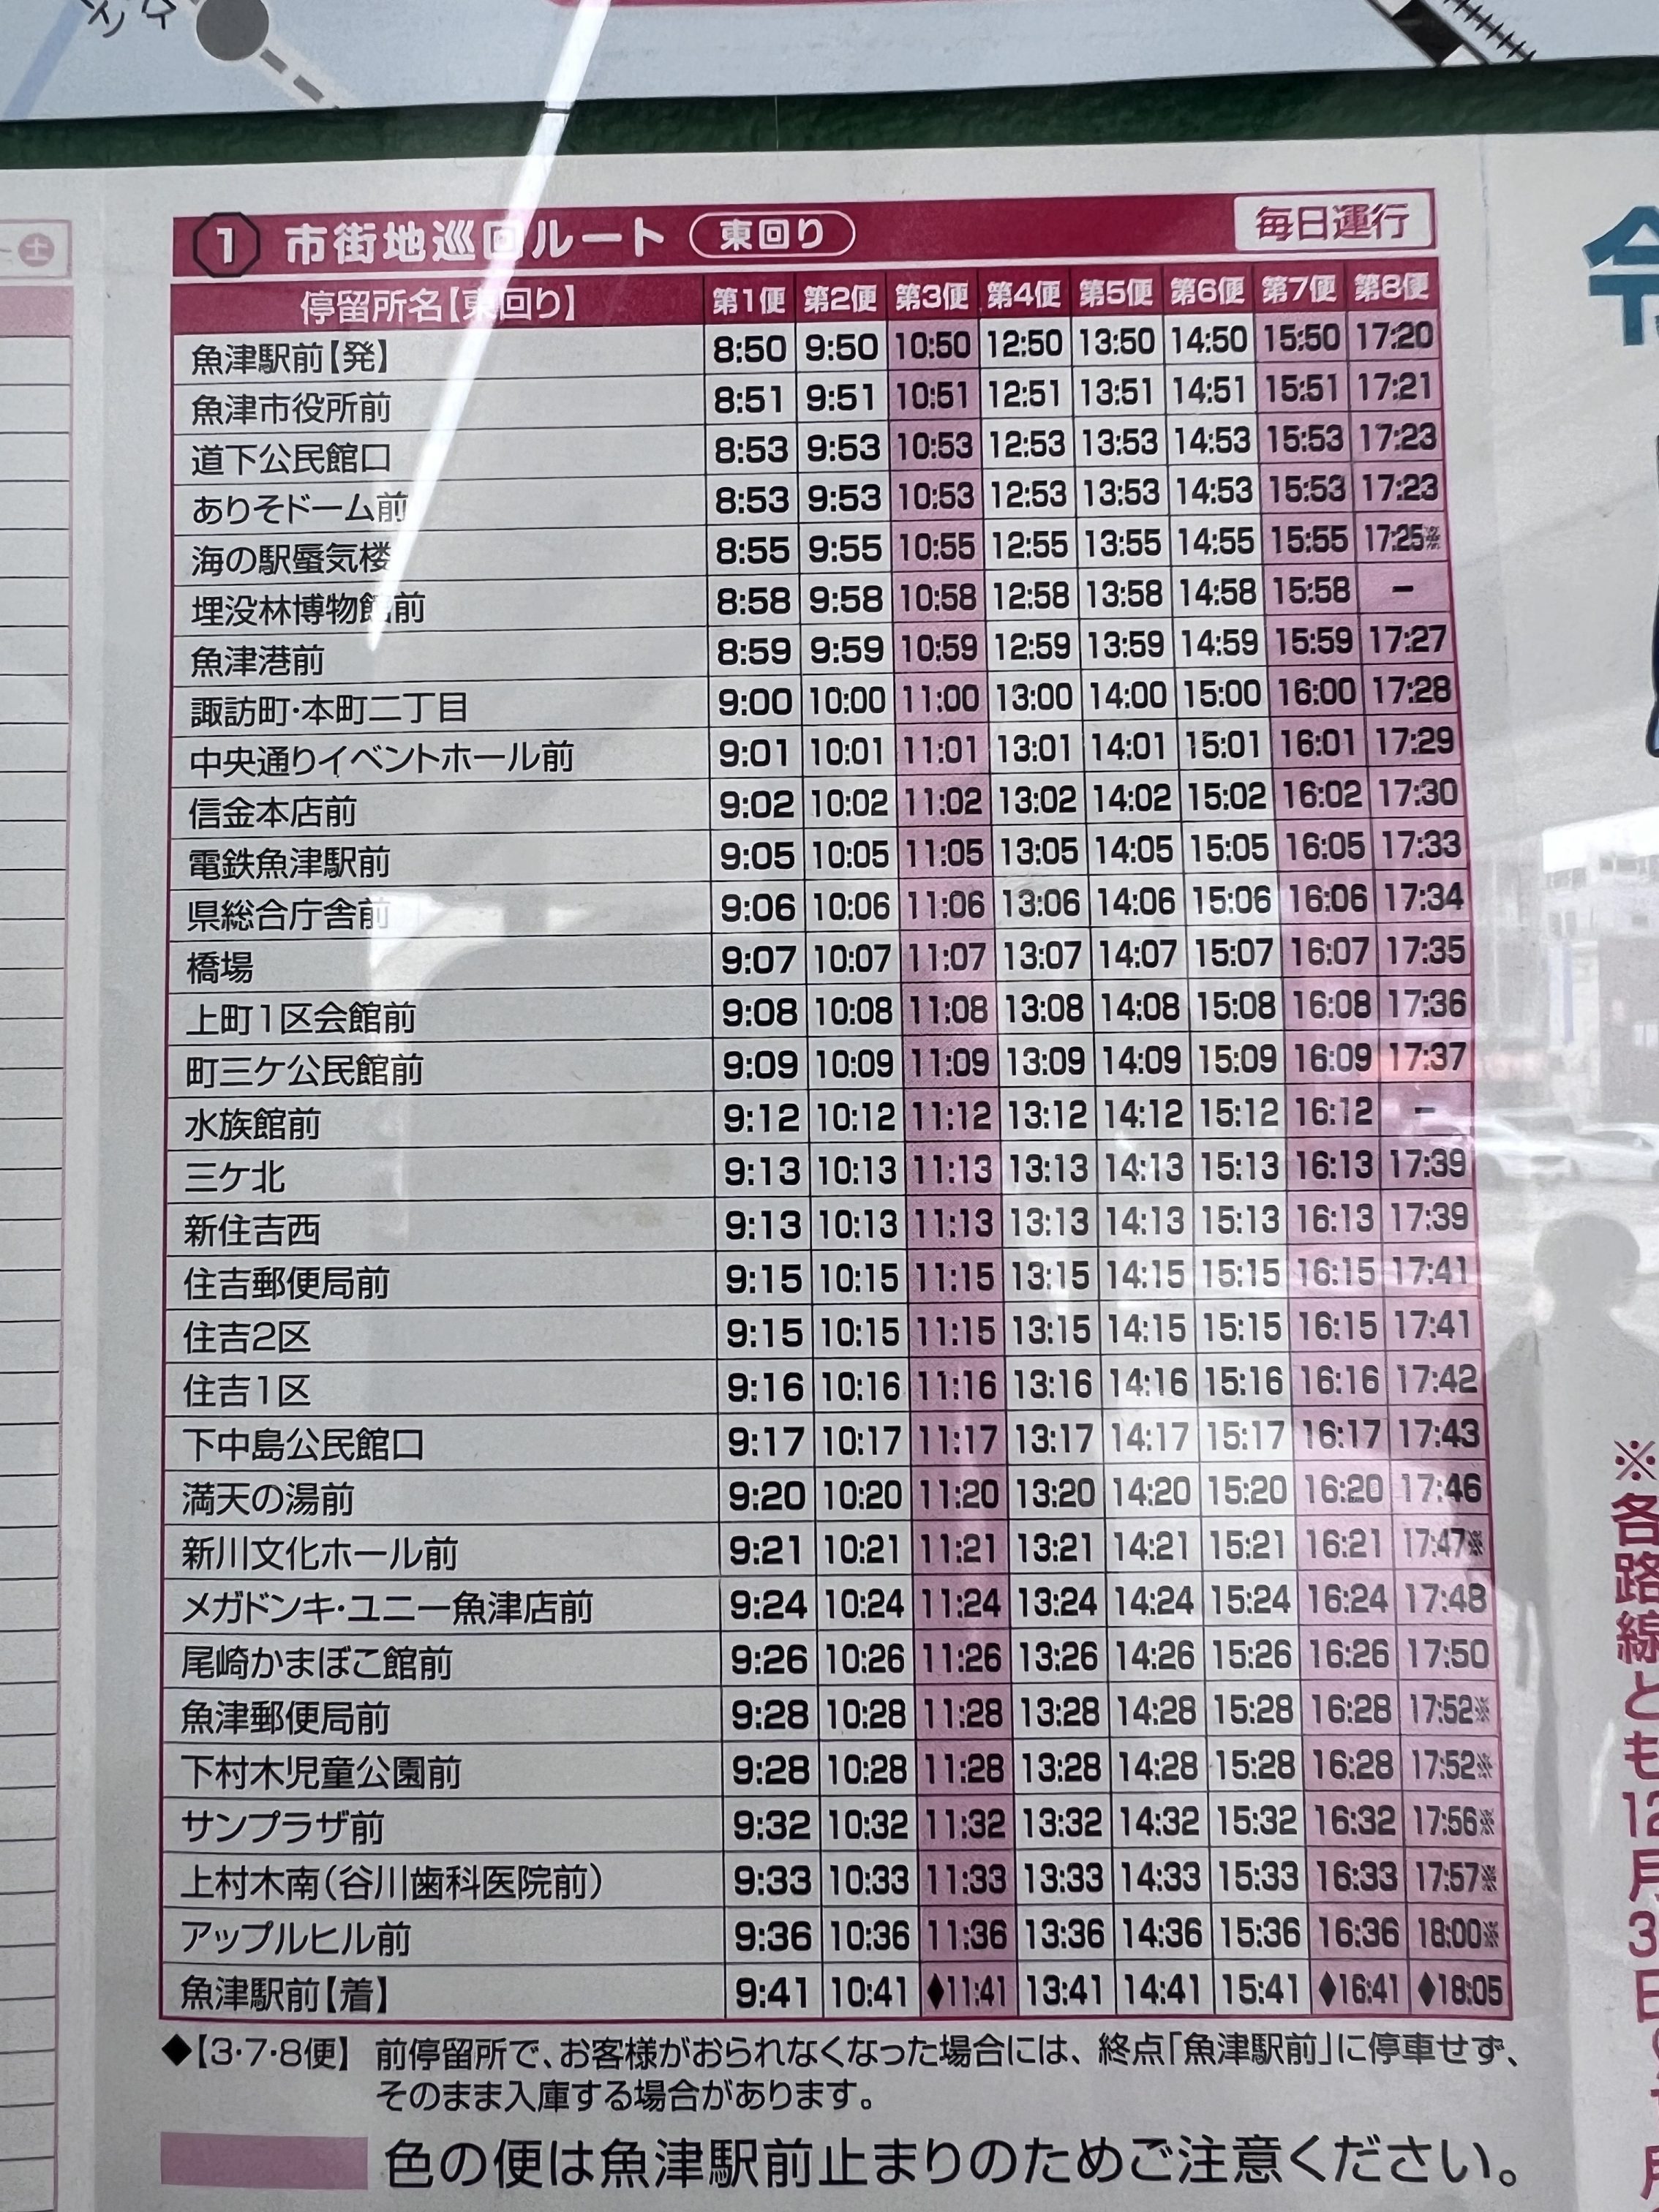 ① 市街地巡回ルート 東回り 毎日運行
停留所名【東回り】 第1便 第2便 第3便 第4便 第5便 第6便 第7便 第8便
魚津駅前【発】 8:50 9:50 10:50 12:50 13:50 14:50 15:50 17:20
魚津市役所前 8:51 9:51 10:51 12:51 13:51 14:51 15:51 17:21
道下公民館口 8:53 9:53 10:53 12:53 13:53 14:53 15:53 17:23
ありそドーム前 8:53 9:53 10:53 12:53 13:53 14:53 15:53 17:23
海の駅蜃気楼 8:55 9:55 10:55 12:55 13:55 14:55 15:55 17:25※
埋没林博物館前 8:58 9:58 10:58 12:58 13:58 14:58 15:58 −
魚津港前 8:59 9:59 10:59 12:59 13:59 14:59 15:59 17:27
諏訪町·本町二丁目 9:00 10:00 11:00 13:00 14:00 15:00 16:00 17:28
中央通りイベントホール前 9:01 10:01 11:01 13:01 14:01 15:01 16:01 17:29
信金本店前 9:02 10:02 11:02 13:02 14:02 15:02 16:02 17:30
電鉄魚津駅前 9:05 10:05 11:05 13:05 14:05 15:05 16:05 17:33
県総合庁舎前 9:06 10:06 11:06 13:06 14:06 15:06 16:06 17:34
橋場 9:07 10:07 11:07 13:07 14:07 15:07 16:07 17:35
上町1区会館前 9:08 10:08 11:08 13:08 14:08 15:08 16:08 17:36
町三ケ公民館前 9:09 10:09 11:09 13:09 14:09 15:09 16:09 17:37
水族館前 9:12 10:12 11:12 13:12 14:12 15:12 16:12 −
三ケ北 9:13 10:13 11:13 13:13 14:13 15:13 16:13 17:39
新住吉西 9:13 10:13 11:13 13:13 14:13 15:13 16:13 17:39
住吉郵便局前 9:15 10:15 11:15 13:15 14:15 15:15 16:15 17:41
住吉2区 9:15 10:15 11:15 13:15 14:15 15:15 16:15 17:41
住吉1区 9:16 10:16 11:16 13:16 14:16 15:16 16:16 17:42
下中島公民館口 9:17 10:17 11:17 13:17 14:17 15:17 16:17 17:43
満天の湯前 9:20 10:20 11:20 13:20 14:20 15:20 16:20 17:46
新川文化ホール前 9:21 10:21 11:21 13:21 14:21 15:21 16:21 17:47※
メガドンキ·ユニー魚津店前 9:24 10:24 11:24 13:24 14:24 15:24 16:24 17:48
尾崎かまぼこ館前 9:26 10:26 11:26 13:26 14:26 15:26 16:26 17:50
魚津郵便局前 9:28 10:28 11:28 13:28 14:28 15:28 16:28 17:52※
下村木児童公園前 9:28 10:28 11:28 13:28 14:28 15:28 16:28 17:52※
サンプラザ前 9:32 10:32 11:32 13:32 14:32 15:32 16:32 17:56※
上村木南(谷川歯科医院前) 9:33 10:33 11:33 13:33 14:33 15:33 16:33 17:57※
アップルヒル前 9:36 10:36 11:36 13:36 14:36 15:36 16:36 18:00※
魚津駅前【着】 9:41 10:41 ♦11:41 13:41 14:41 15:41 ♦16:41 ♦18:05
◆【3·7·8便】 前停留所で、お客様がおられなくなった場合には、終点「魚津駅前」に停車せず、
そのまま入庫する場合があります。
色の便は魚津駅前止まりのためご注意ください。
土
※各路線とも12月3